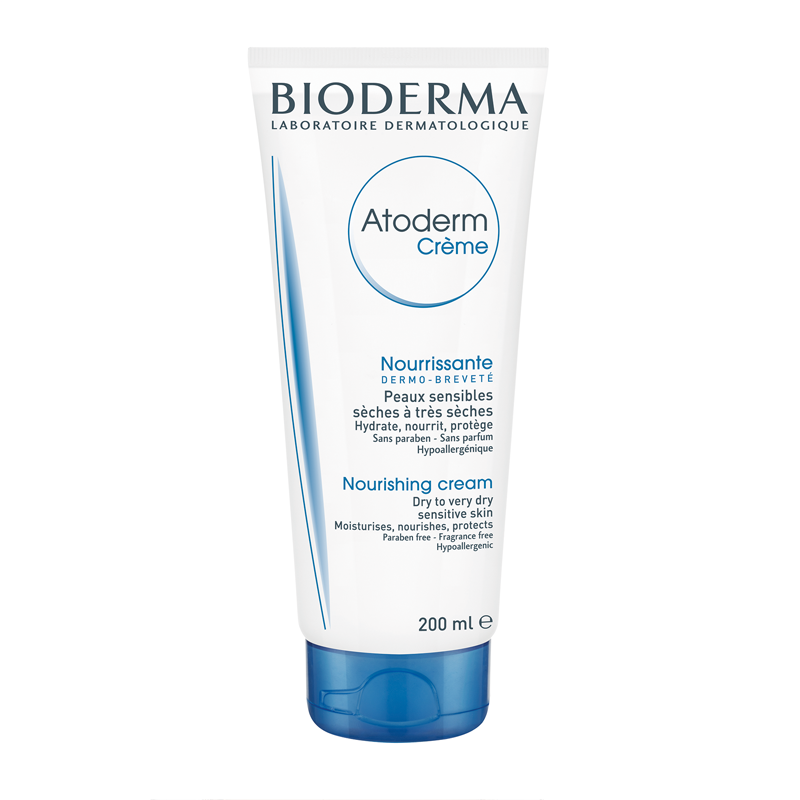 BIODERMA
LABORATOIRE DERMATOLOGIQUE
Atoderm
Crème
Nourrissante
DERMO-BREVETÉ
Peaux sensibles
sèches à très sèches
Hydrate, nourrit, protège
Sans paraben - Sans parfum
Hypoallergénique
Nourishing cream
Dry to very dry
sensitive skin
Moisturises, nourishes, protects
Paraben free - Fragrance free
Hypoallergenic
200 ml ℮